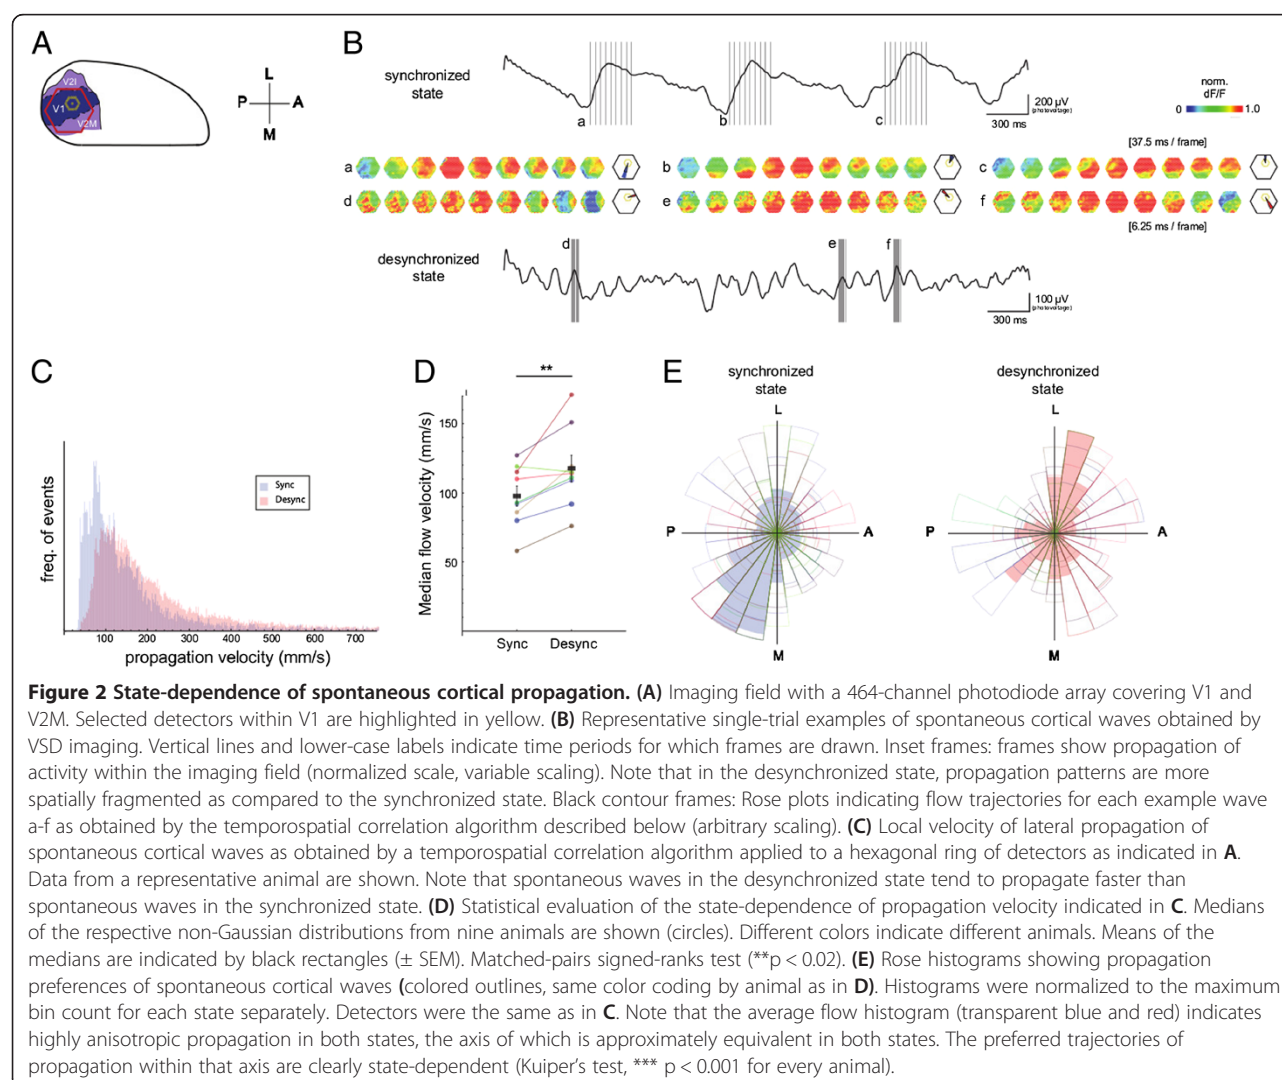 A
V2l
V1
V2M
L
P
A
M
B
synchronized
state
a
b
c
200 µV
(photovoltage)
300 ms
norm.
dF/F
0
1.0
[37.5 ms / frame]
a
b
c
d
e
f
[6.25 ms / frame]
desynchronized
state
d
e
f
100 µV
(photovoltage)
300 ms
C
freq. of events
Sync
Desync
100 200 300 400 500 600 700
propagation velocity (mm/s)
D
**
Median flow velocity (mm/s)
150
100
50
Sync Desync
E
synchronized
state
L
P
A
M
desynchronized
state
L
P
A
M
Figure 2 State-dependence of spontaneous cortical propagation. (A) Imaging field with a 464-channel photodiode array covering V1 and
V2M. Selected detectors within V1 are highlighted in yellow. (B) Representative single-trial examples of spontaneous cortical waves obtained by
VSD imaging. Vertical lines and lower-case labels indicate time periods for which frames are drawn. Inset frames: frames show propagation of
activity within the imaging field (normalized scale, variable scaling). Note that in the desynchronized state, propagation patterns are more
spatially fragmented as compared to the synchronized state. Black contour frames: Rose plots indicating flow trajectories for each example wave
a-f as obtained by the temporospatial correlation algorithm described below (arbitrary scaling). (C) Local velocity of lateral propagation of
spontaneous cortical waves as obtained by a temporospatial correlation algorithm applied to a hexagonal ring of detectors as indicated in A.
Data from a representative animal are shown. Note that spontaneous waves in the desynchronized state tend to propagate faster than
spontaneous waves in the synchronized state. (D) Statistical evaluation of the state-dependence of propagation velocity indicated in C. Medians
of the respective non-Gaussian distributions from nine animals are shown (circles). Different colors indicate different animals. Means of the
medians are indicated by black rectangles (± SEM). Matched-pairs signed-ranks test (**p < 0.02). (E) Rose histograms showing propagation
preferences of spontaneous cortical waves (colored outlines, same color coding by animal as in D). Histograms were normalized to the maximum
bin count for each state separately. Detectors were the same as in C. Note that the average flow histogram (transparent blue and red) indicates
highly anisotropic propagation in both states, the axis of which is approximately equivalent in both states. The preferred trajectories of
propagation within that axis are clearly state-dependent (Kuiper's test, *** p < 0.001 for every animal).